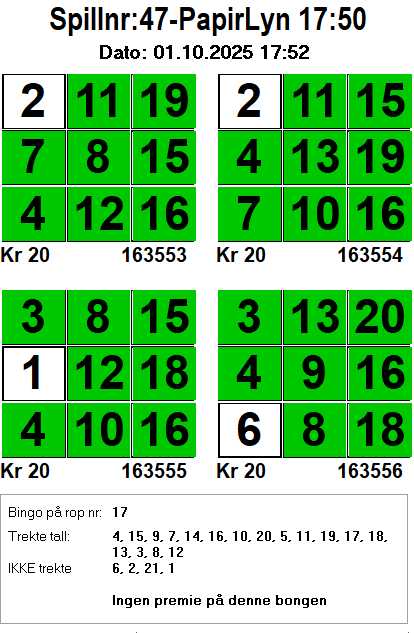 Spillnr:47-PapirLyn 17:50
Dato: 01.10.2025 17:52
2 11 19
7 8 15
4 12 16
Kr 20 163553
2 11 15
4 13 19
7 10 16
Kr 20 163554
3 8 15
1 12 18
4 10 16
Kr 20 163555
3 13 20
4 9 16
6 8 18
Kr 20 163556
Bingo på rop nr: 17
Trekte tall: 4, 15, 9, 7, 14, 16, 10, 20, 5, 11, 19, 17, 18,
13, 3, 8, 12
IKKE trekte 6, 2, 21, 1
Ingen premie på denne bongen